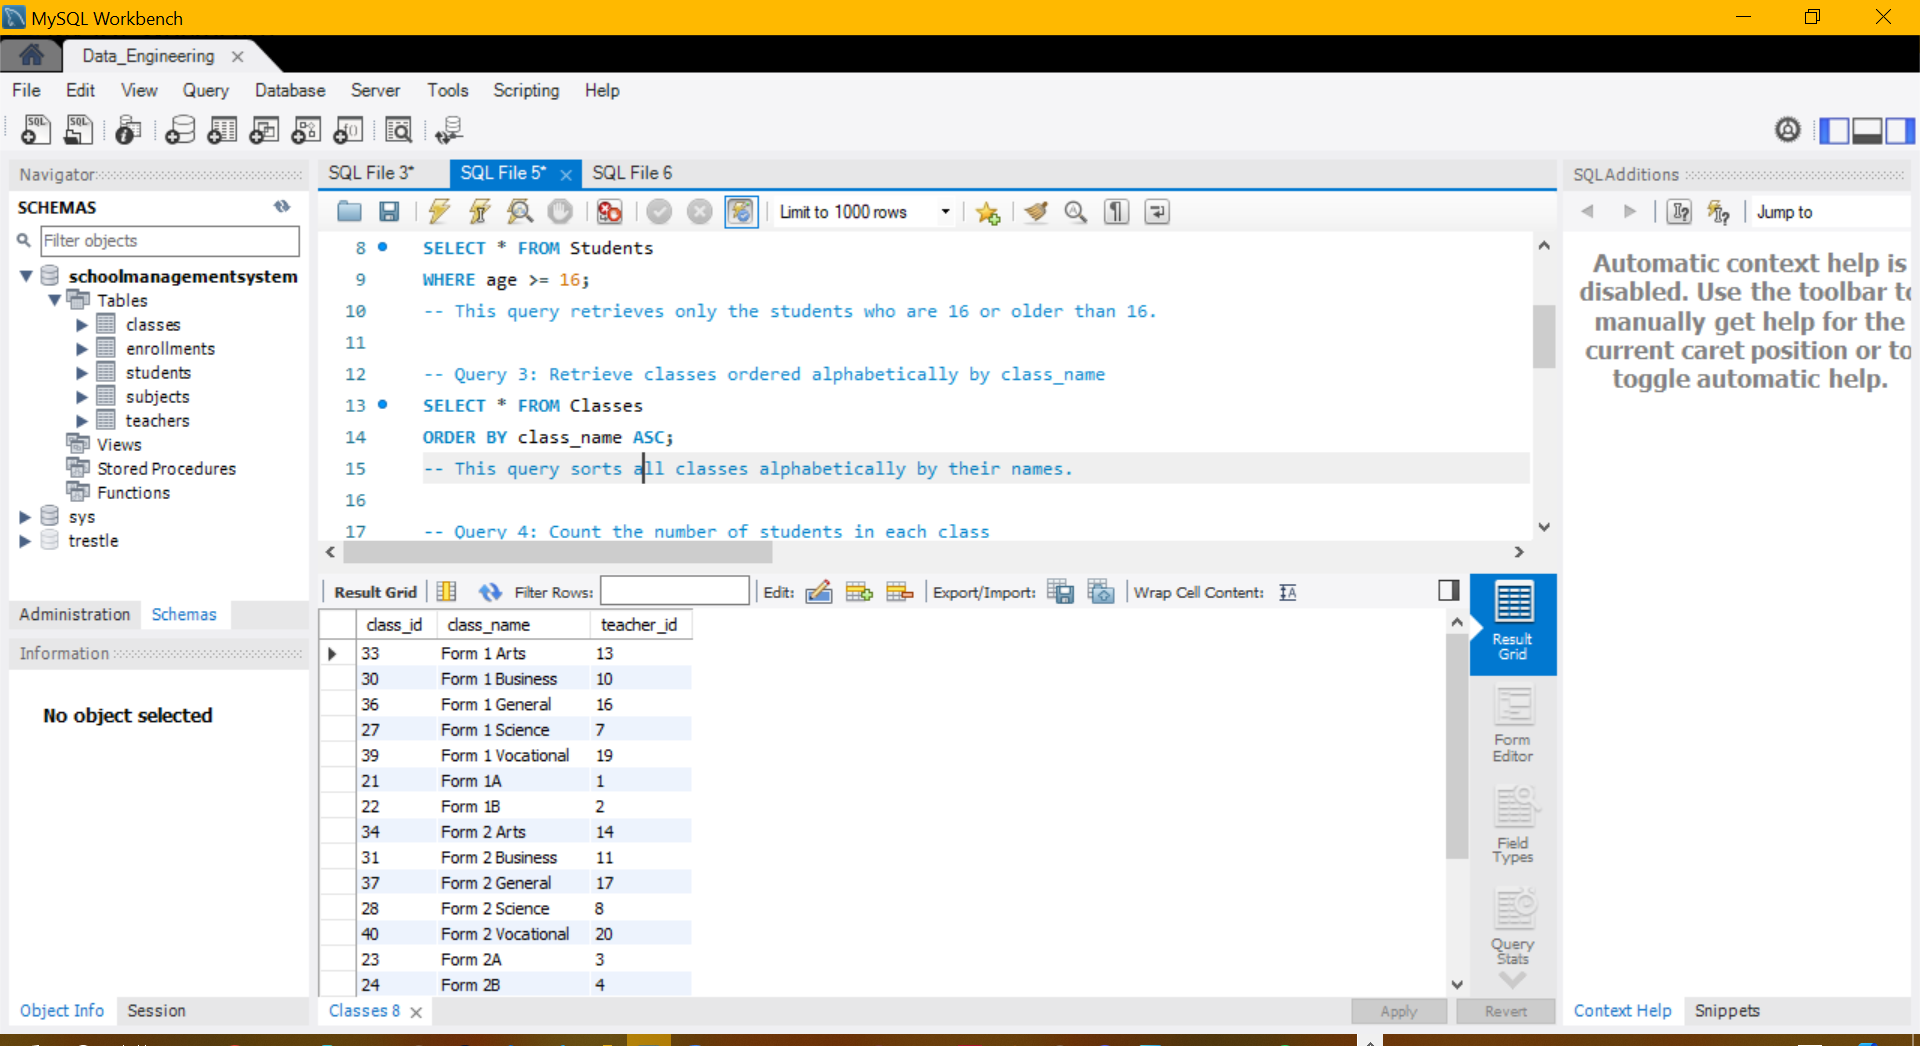 MySQL Workbench
Data_Engineering
File Edit View Query Database Server Tools Scripting Help
Navigator
SCHEMAS
Filter objects
schoolmanagementsystem
Tables
classes
enrollments
students
subjects
teachers
Views
Stored Procedures
Functions
sys
trestle
Administration Schemas
Information
No object selected
Object Info Session
SQL File 3* SQL File 5* SQL File 6
Limit to 1000 rows
8 SELECT * FROM Students
9 WHERE age >= 16;
10 -- This query retrieves only the students who are 16 or older than 16.
11
12 -- Query 3: Retrieve classes ordered alphabetically by class_name
13 SELECT * FROM Classes
14 ORDER BY class_name ASC;
15 -- This query sorts all classes alphabetically by their names.
16
17 -- Query 4: Count the number of students in each class
Result Grid Filter Rows: Edit: Export/Import: Wrap Cell Content:
class_id class_name teacher_id
33 Form 1 Arts 13
30 Form 1 Business 10
36 Form 1 General 16
27 Form 1 Science 7
39 Form 1 Vocational 19
21 Form 1A 1
22 Form 1B 2
34 Form 2 Arts 14
31 Form 2 Business 11
37 Form 2 General 17
28 Form 2 Science 8
40 Form 2 Vocational 20
23 Form 2A 3
24 Form 2B 4
Result Grid
Form Editor
Field Types
Query Stats
Classes 8
Apply Revert
SQLAdditions
Jump to
Automatic context help is
disabled. Use the toolbar to
manually get help for the
current caret position or to
toggle automatic help.
Context Help Snippets